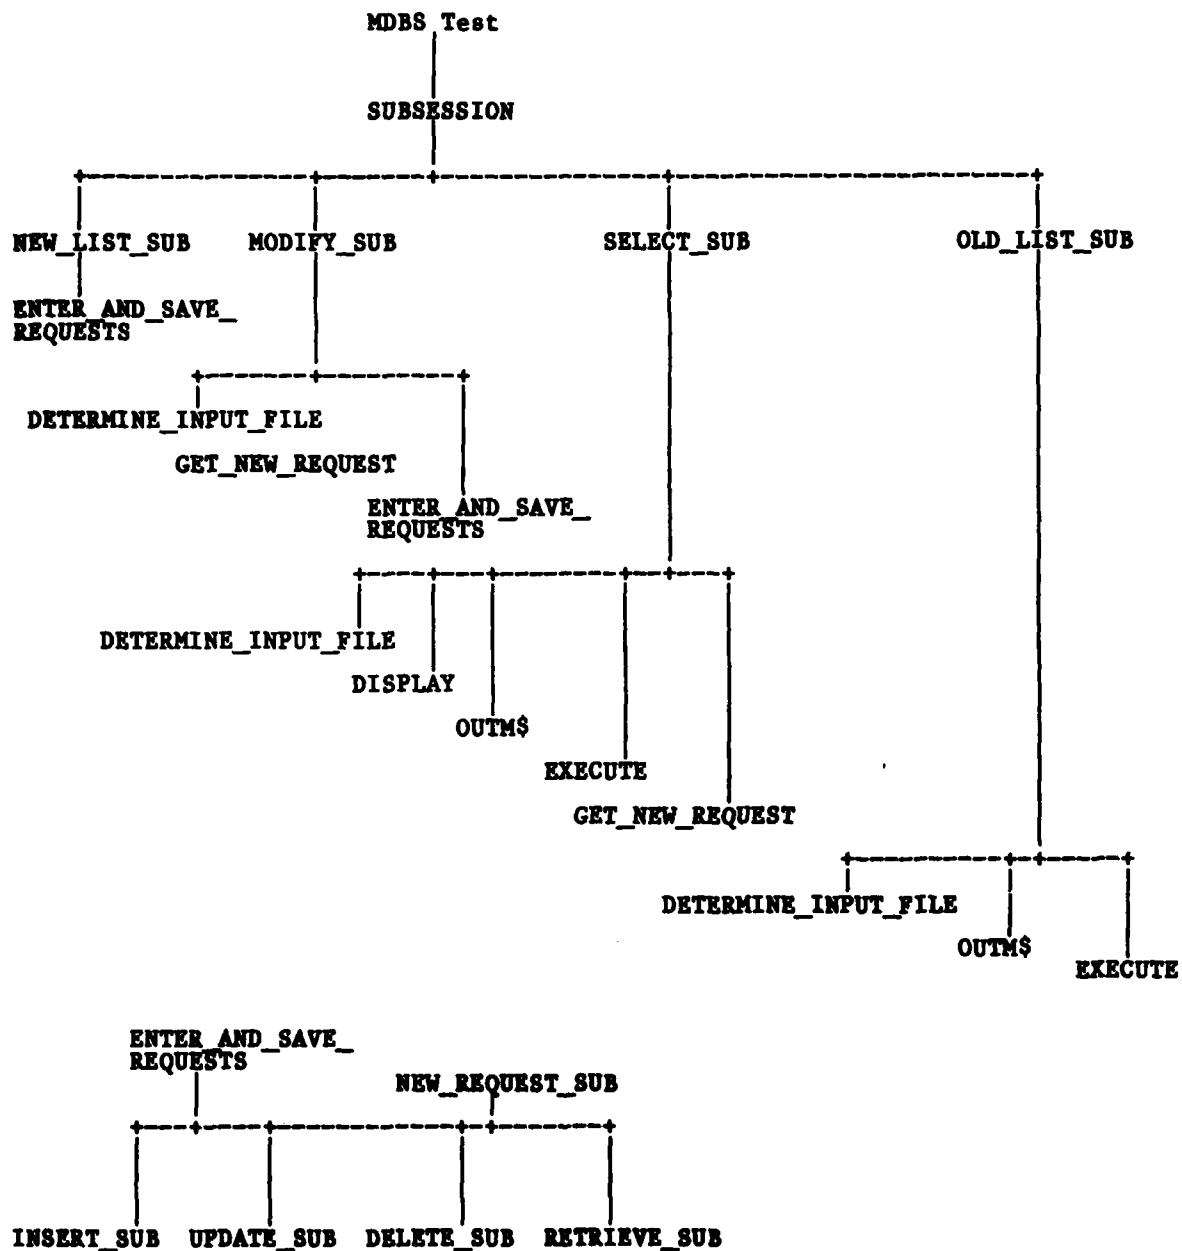 MDBS Test
SUBSESSION
NEW_LIST_SUB MODIFY_SUB SELECT_SUB OLD_LIST_SUB
ENTER_AND_SAVE_
REQUESTS
DETERMINE_INPUT_FILE
GET_NEW_REQUEST
ENTER_AND_SAVE_
REQUESTS
DETERMINE_INPUT_FILE
DISPLAY
OUTM$
EXECUTE
GET_NEW_REQUEST
DETERMINE_INPUT_FILE
OUTM$
EXECUTE
ENTER_AND_SAVE_
REQUESTS
NEW_REQUEST_SUB
INSERT_SUB UPDATE_SUB DELETE_SUB RETRIEVE_SUB